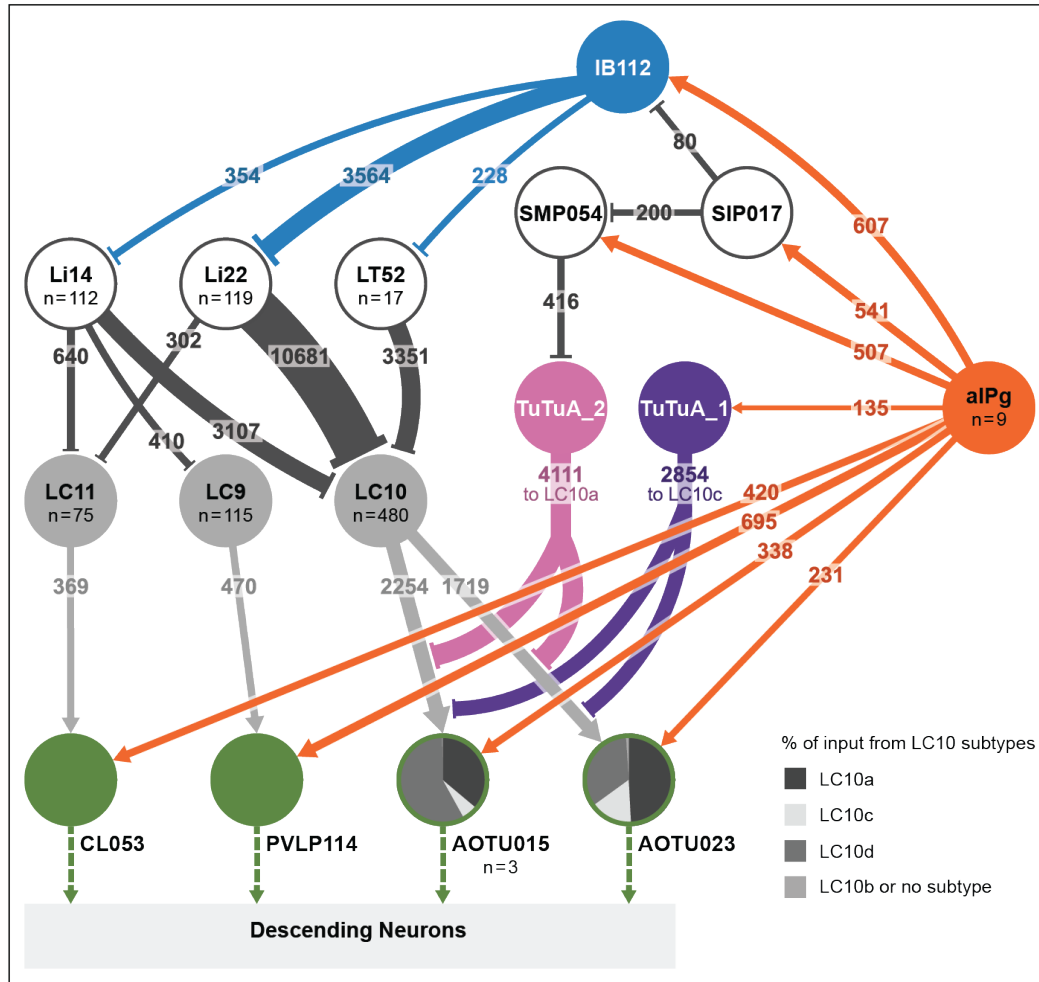 IB112
80
354
3564
228
SMP054
200
SIP017
607
Li14
n=112
Li22
n=119
LT52
n=17
416
541
302
640
10681
3351
507
TuTuA_2
TuTuA_1
135
aIPg
n=9
410
3107
4111
to LC10a
2854
to LC10c
420
LC11
n=75
LC9
n=115
LC10
n=480
695
338
369
470
2254
1719
231
% of input from LC10 subtypes
LC10a
LC10c
LC10d
LC10b or no subtype
CL053
PVLP114
AOTU015
n=3
AOTU023
Descending Neurons